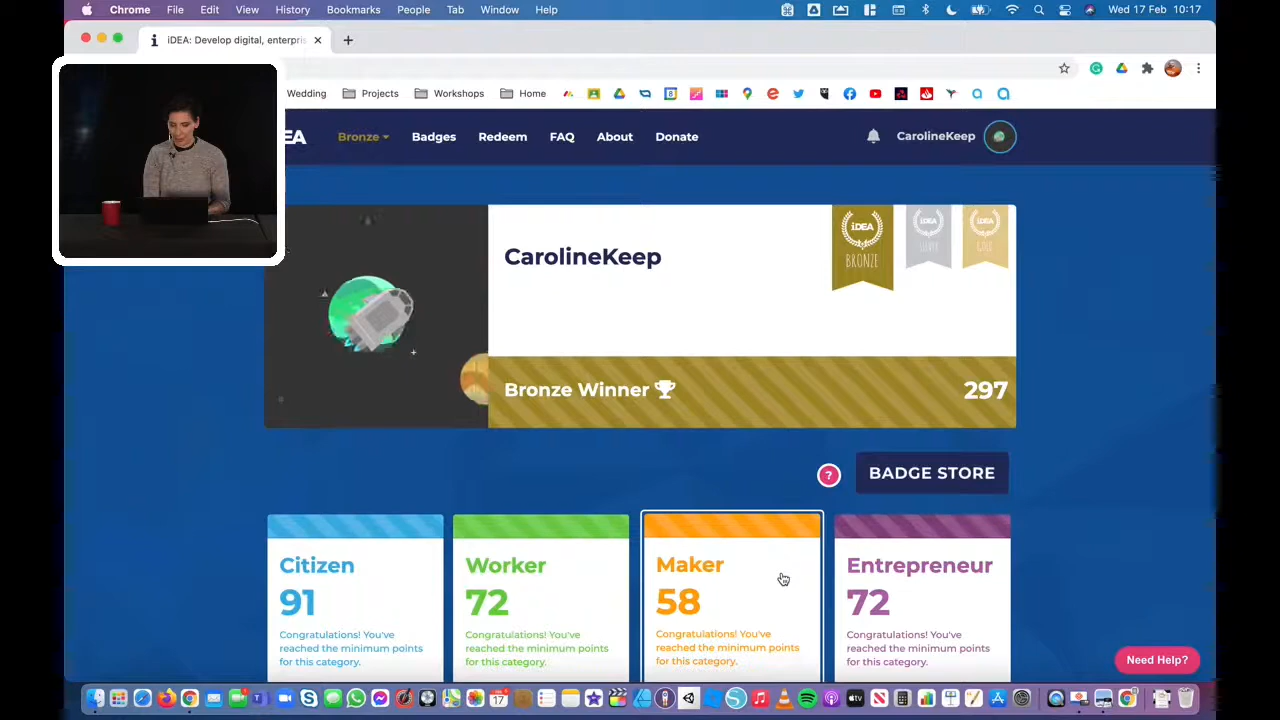 Chrome File Edit View History Bookmarks People Tab Window Help Wed 17 Feb 10:17
iDEA: Develop digital, enterpris
Wedding Projects Workshops Home
EA Bronze Badges Redeem FAQ About Donate CarolineKeep
CarolineKeep
iDEA BRONZE
iDEA SILVER
iDEA GOLD
Bronze Winner 297
? BADGE STORE
Citizen
91
Congratulations! You've
reached the minimum points
for this category.
Worker
72
Congratulations! You've
reached the minimum points
for this category.
Maker
58
Congratulations! You've
reached the minimum points
for this category.
Entrepreneur
72
Congratulations! You've
reached the minimum points
for this category.
Need Help?